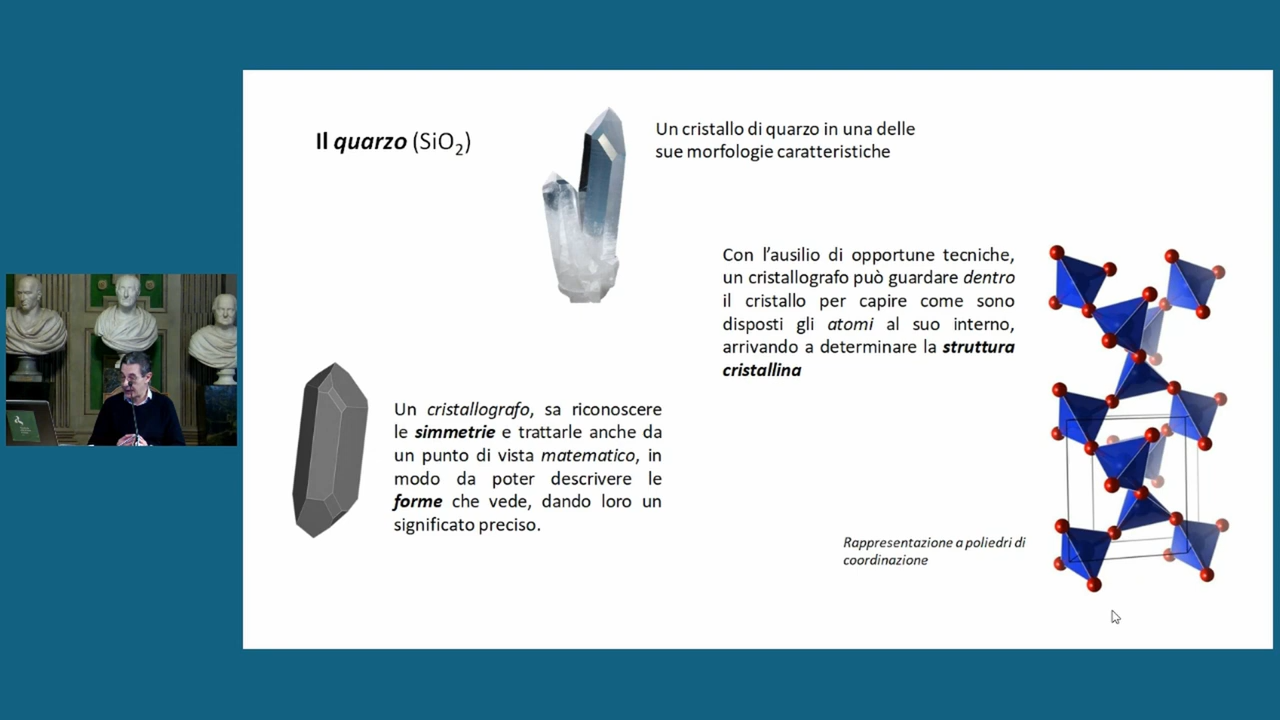 Il quarzo (SiO₂)
Un cristallo di quarzo in una delle
sue morfologie caratteristiche
Con l’ausilio di opportune tecniche,
un cristallografo può guardare dentro
il cristallo per capire come sono
disposti gli atomi al suo interno,
arrivando a determinare la struttura
cristallina
Un cristallografo, sa riconoscere
le simmetrie e trattarle anche da
un punto di vista matematico, in
modo da poter descrivere le
forme che vede, dando loro un
significato preciso.
Rappresentazione a poliedri di
coordinazione